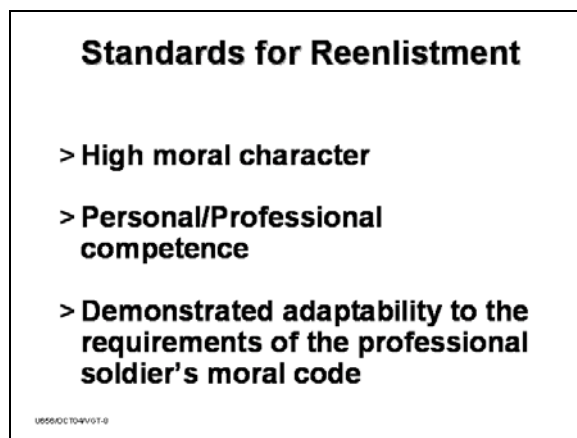 Standards for Reenlistment
> High moral character
> Personal/Professional
competence
> Demonstrated adaptability to the
requirements of the professional
soldier's moral code